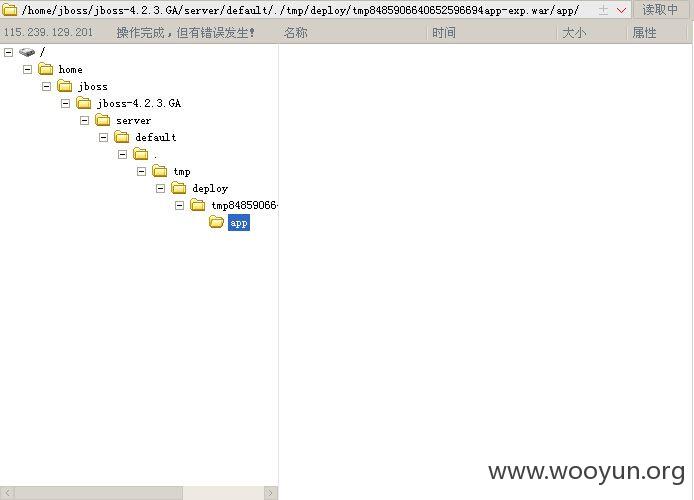 /home/jboss/jboss-4.2.3.GA/server/default/./tmp/deploy/tmp8485906640652596694app-exp.war/app/ 读取中
115.239.129.201 操作完成，但有错误发生! 名称 时间 大小 属性
/
home
jboss
jboss-4.2.3.GA
server
default
.
tmp
deploy
tmp84859066
app
www.wooyun.org